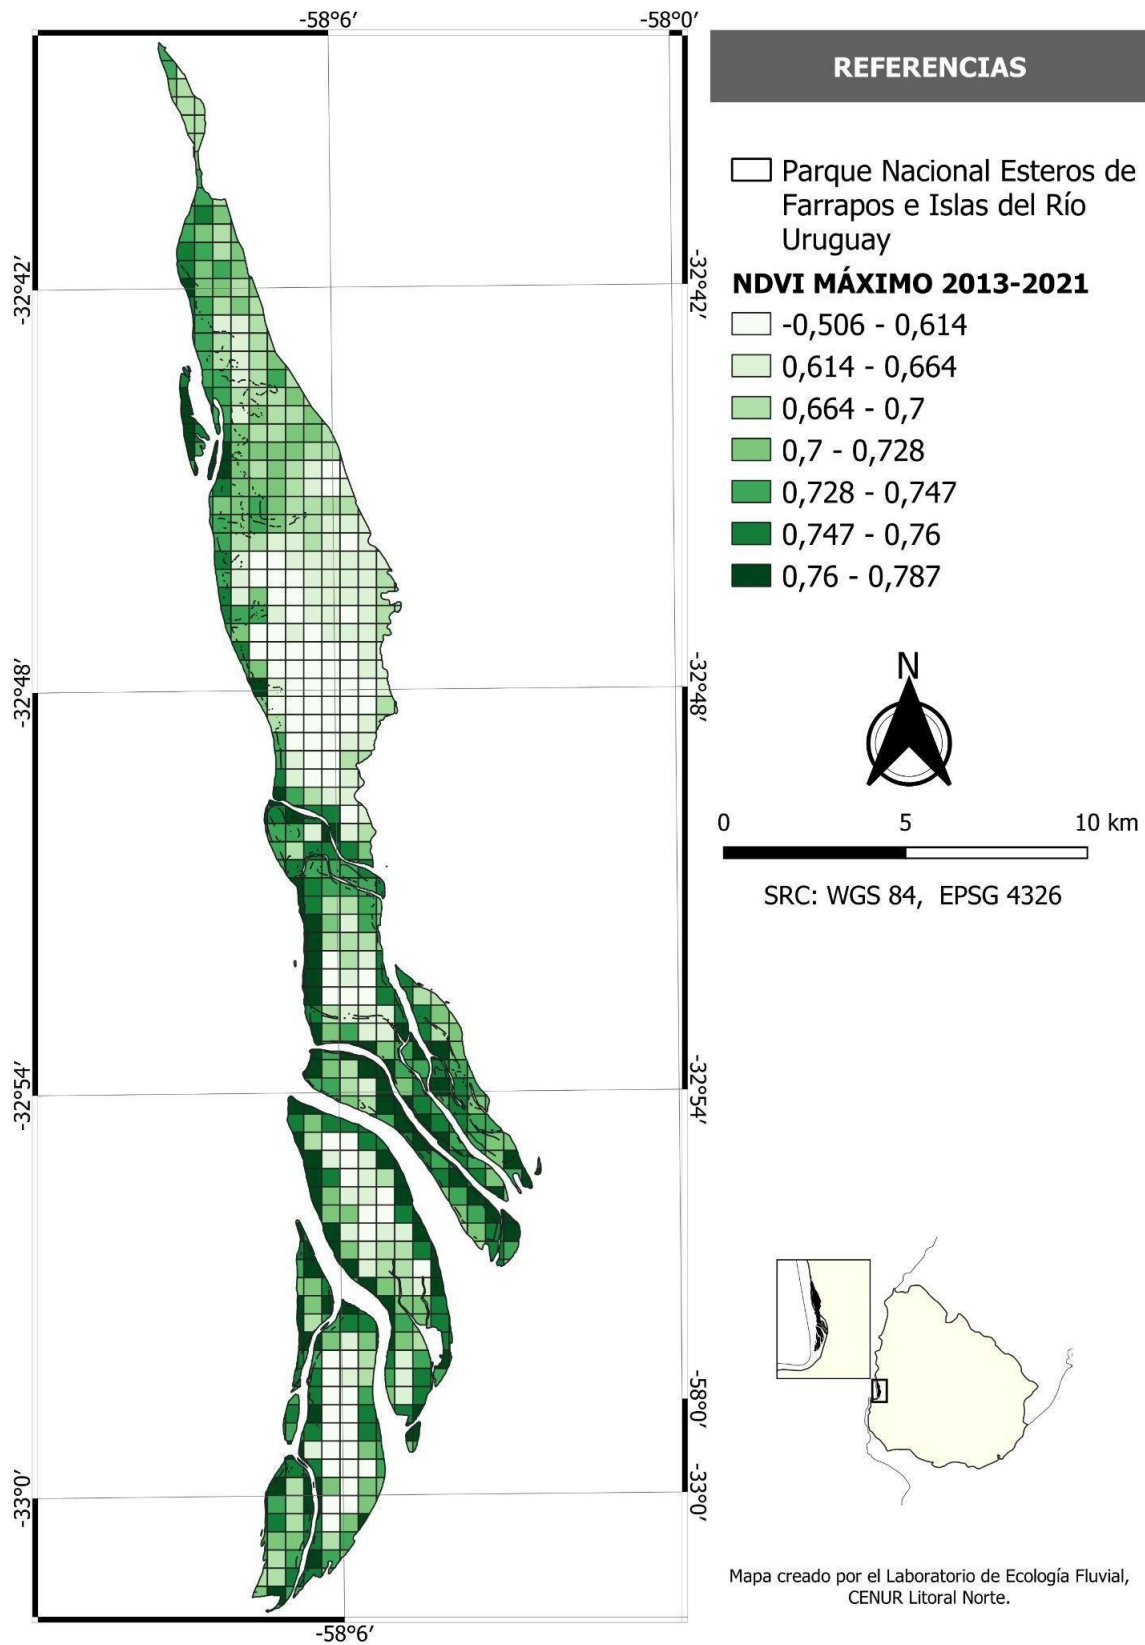 -58°6′
-58°0′
-32°42′
-32°48′
-32°54′
-33°0′
-58°6′
-32°42′
-32°48′
-32°54′
-58°0′
-33°0′
REFERENCIAS
Parque Nacional Esteros de
Farrapos e Islas del Río
Uruguay
NDVI MÁXIMO 2013-2021
-0,506 - 0,614
0,614 - 0,664
0,664 - 0,7
0,7 - 0,728
0,728 - 0,747
0,747 - 0,76
0,76 - 0,787
N
0 5 10 km
SRC: WGS 84, EPSG 4326
Mapa creado por el Laboratorio de Ecología Fluvial,
CENUR Litoral Norte.